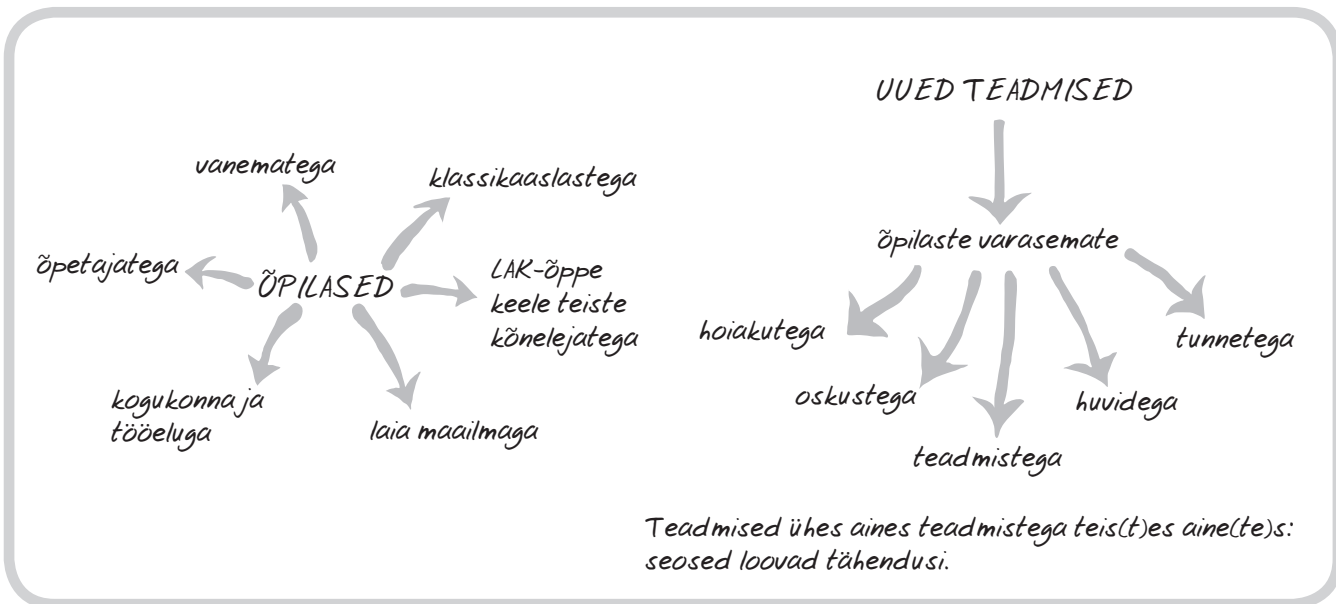 vanematega
klassikaaslastega
õpetajatega
ÕPILASED
LAK-õppe
keele teiste
kõnelejatega
kogukonna ja
tööeluga
laia maailmaga
UUED TEADMISED
õpilaste varasemate
hoiakutega
oskustega
teadmistega
huvidega
tunnetega
Teadmised ühes aines teadmistega teis(t)es aine(te)s:
seosed loovad tähendusi.